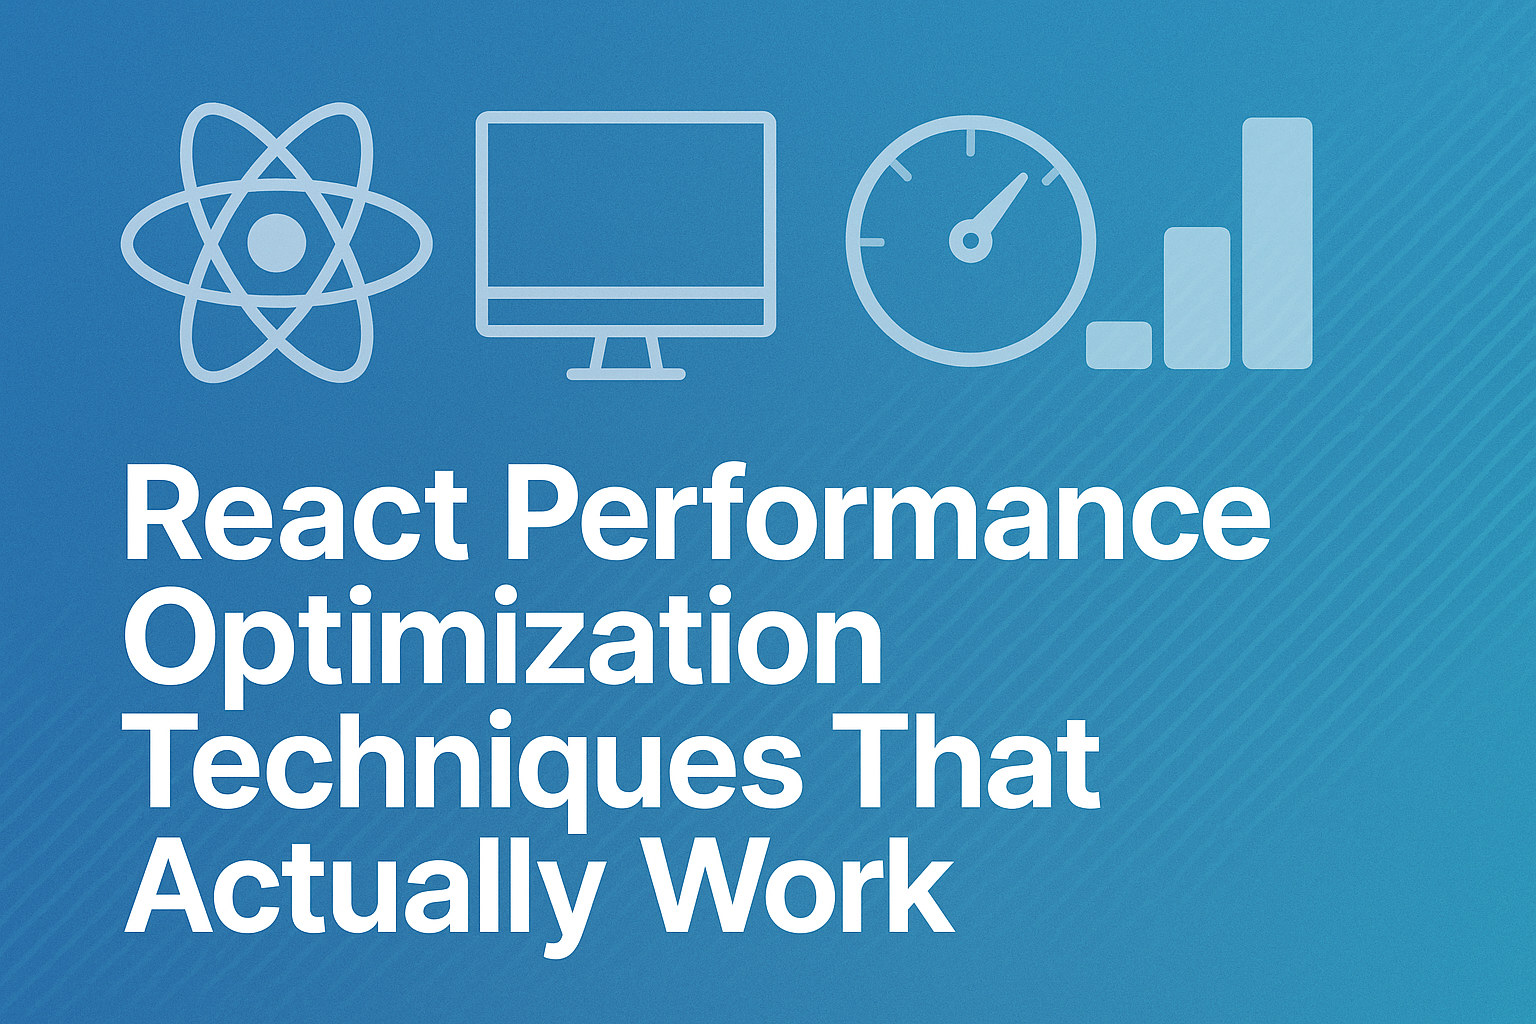 React Performance
Optimization
Techniques That
Actually Work